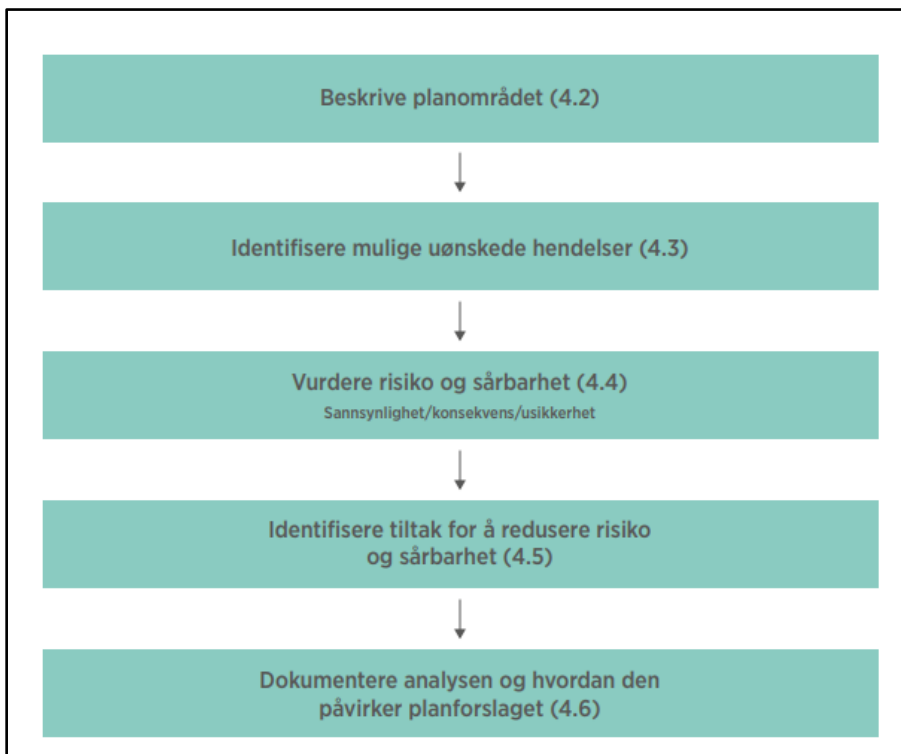 Beskrive planområdet (4.2)
Identifisere mulige uønskede hendelser (4.3)
Vurdere risiko og sårbarhet (4.4)
Sannsynlighet/konsekvens/usikkerhet
Identifisere tiltak for å redusere risiko
og sårbarhet (4.5)
Dokumentere analysen og hvordan den
påvirker planforslaget (4.6)